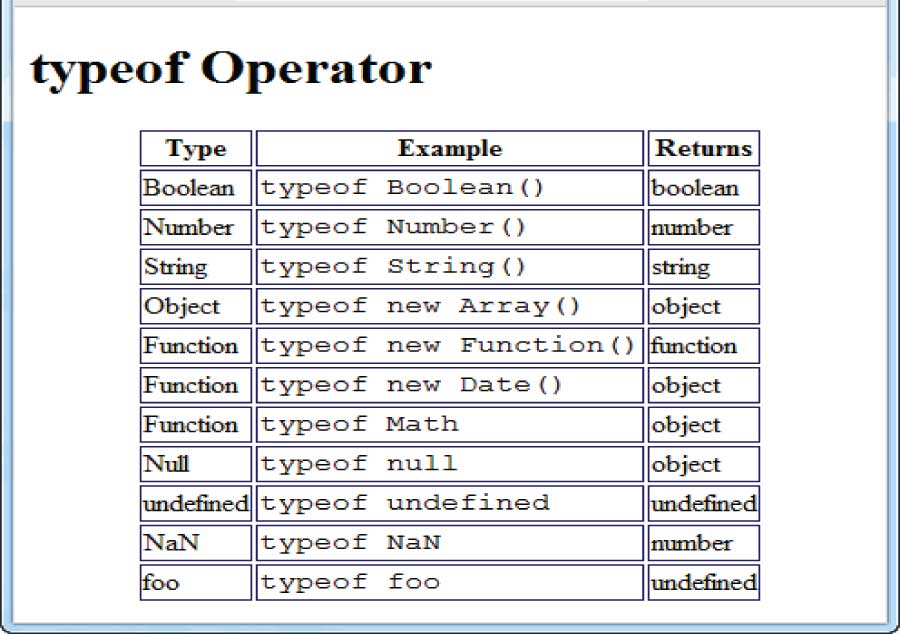 typeof Operator
Type Example Returns
Boolean typeof Boolean() boolean
Number typeof Number() number
String typeof String() string
Object typeof new Array() object
Function typeof new Function() function
Function typeof new Date() object
Function typeof Math object
Null typeof null object
undefined typeof undefined undefined
NaN typeof NaN number
foo typeof foo undefined